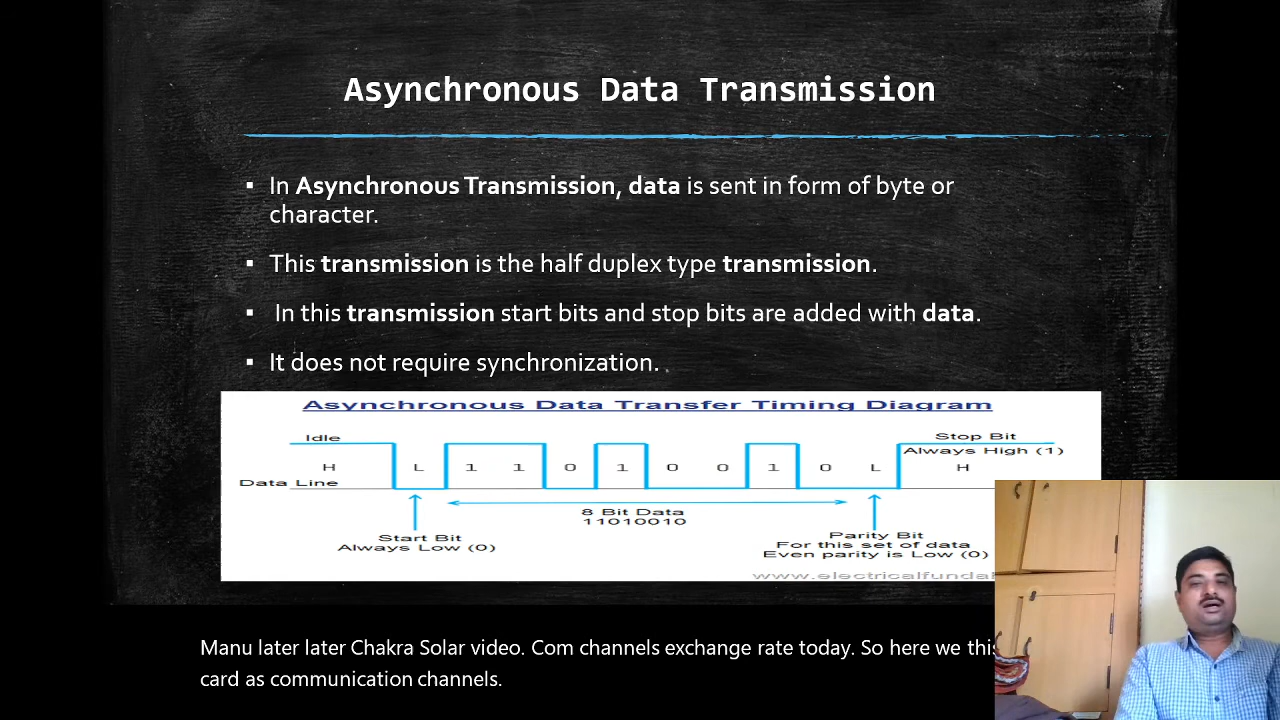 Asynchronous Data Transmission
▪ In Asynchronous Transmission, data is sent in form of byte or
character.
▪ This transmission is the half duplex type transmission.
▪ In this transmission start bits and stop bits are added with data.
▪ It does not require synchronization.
Asynchronous Data Transfer Timing Diagram
Idle
Stop Bit
Always High (1)
H L 1 1 0 1 0 0 1 0 L H
Data Line
8 Bit Data
11010010
Start Bit
Always Low (0)
Parity Bit
For this set of data
Even parity is Low (0)
Manu later later Chakra Solar video. Com channels exchange rate today. So here we this
card as communication channels.